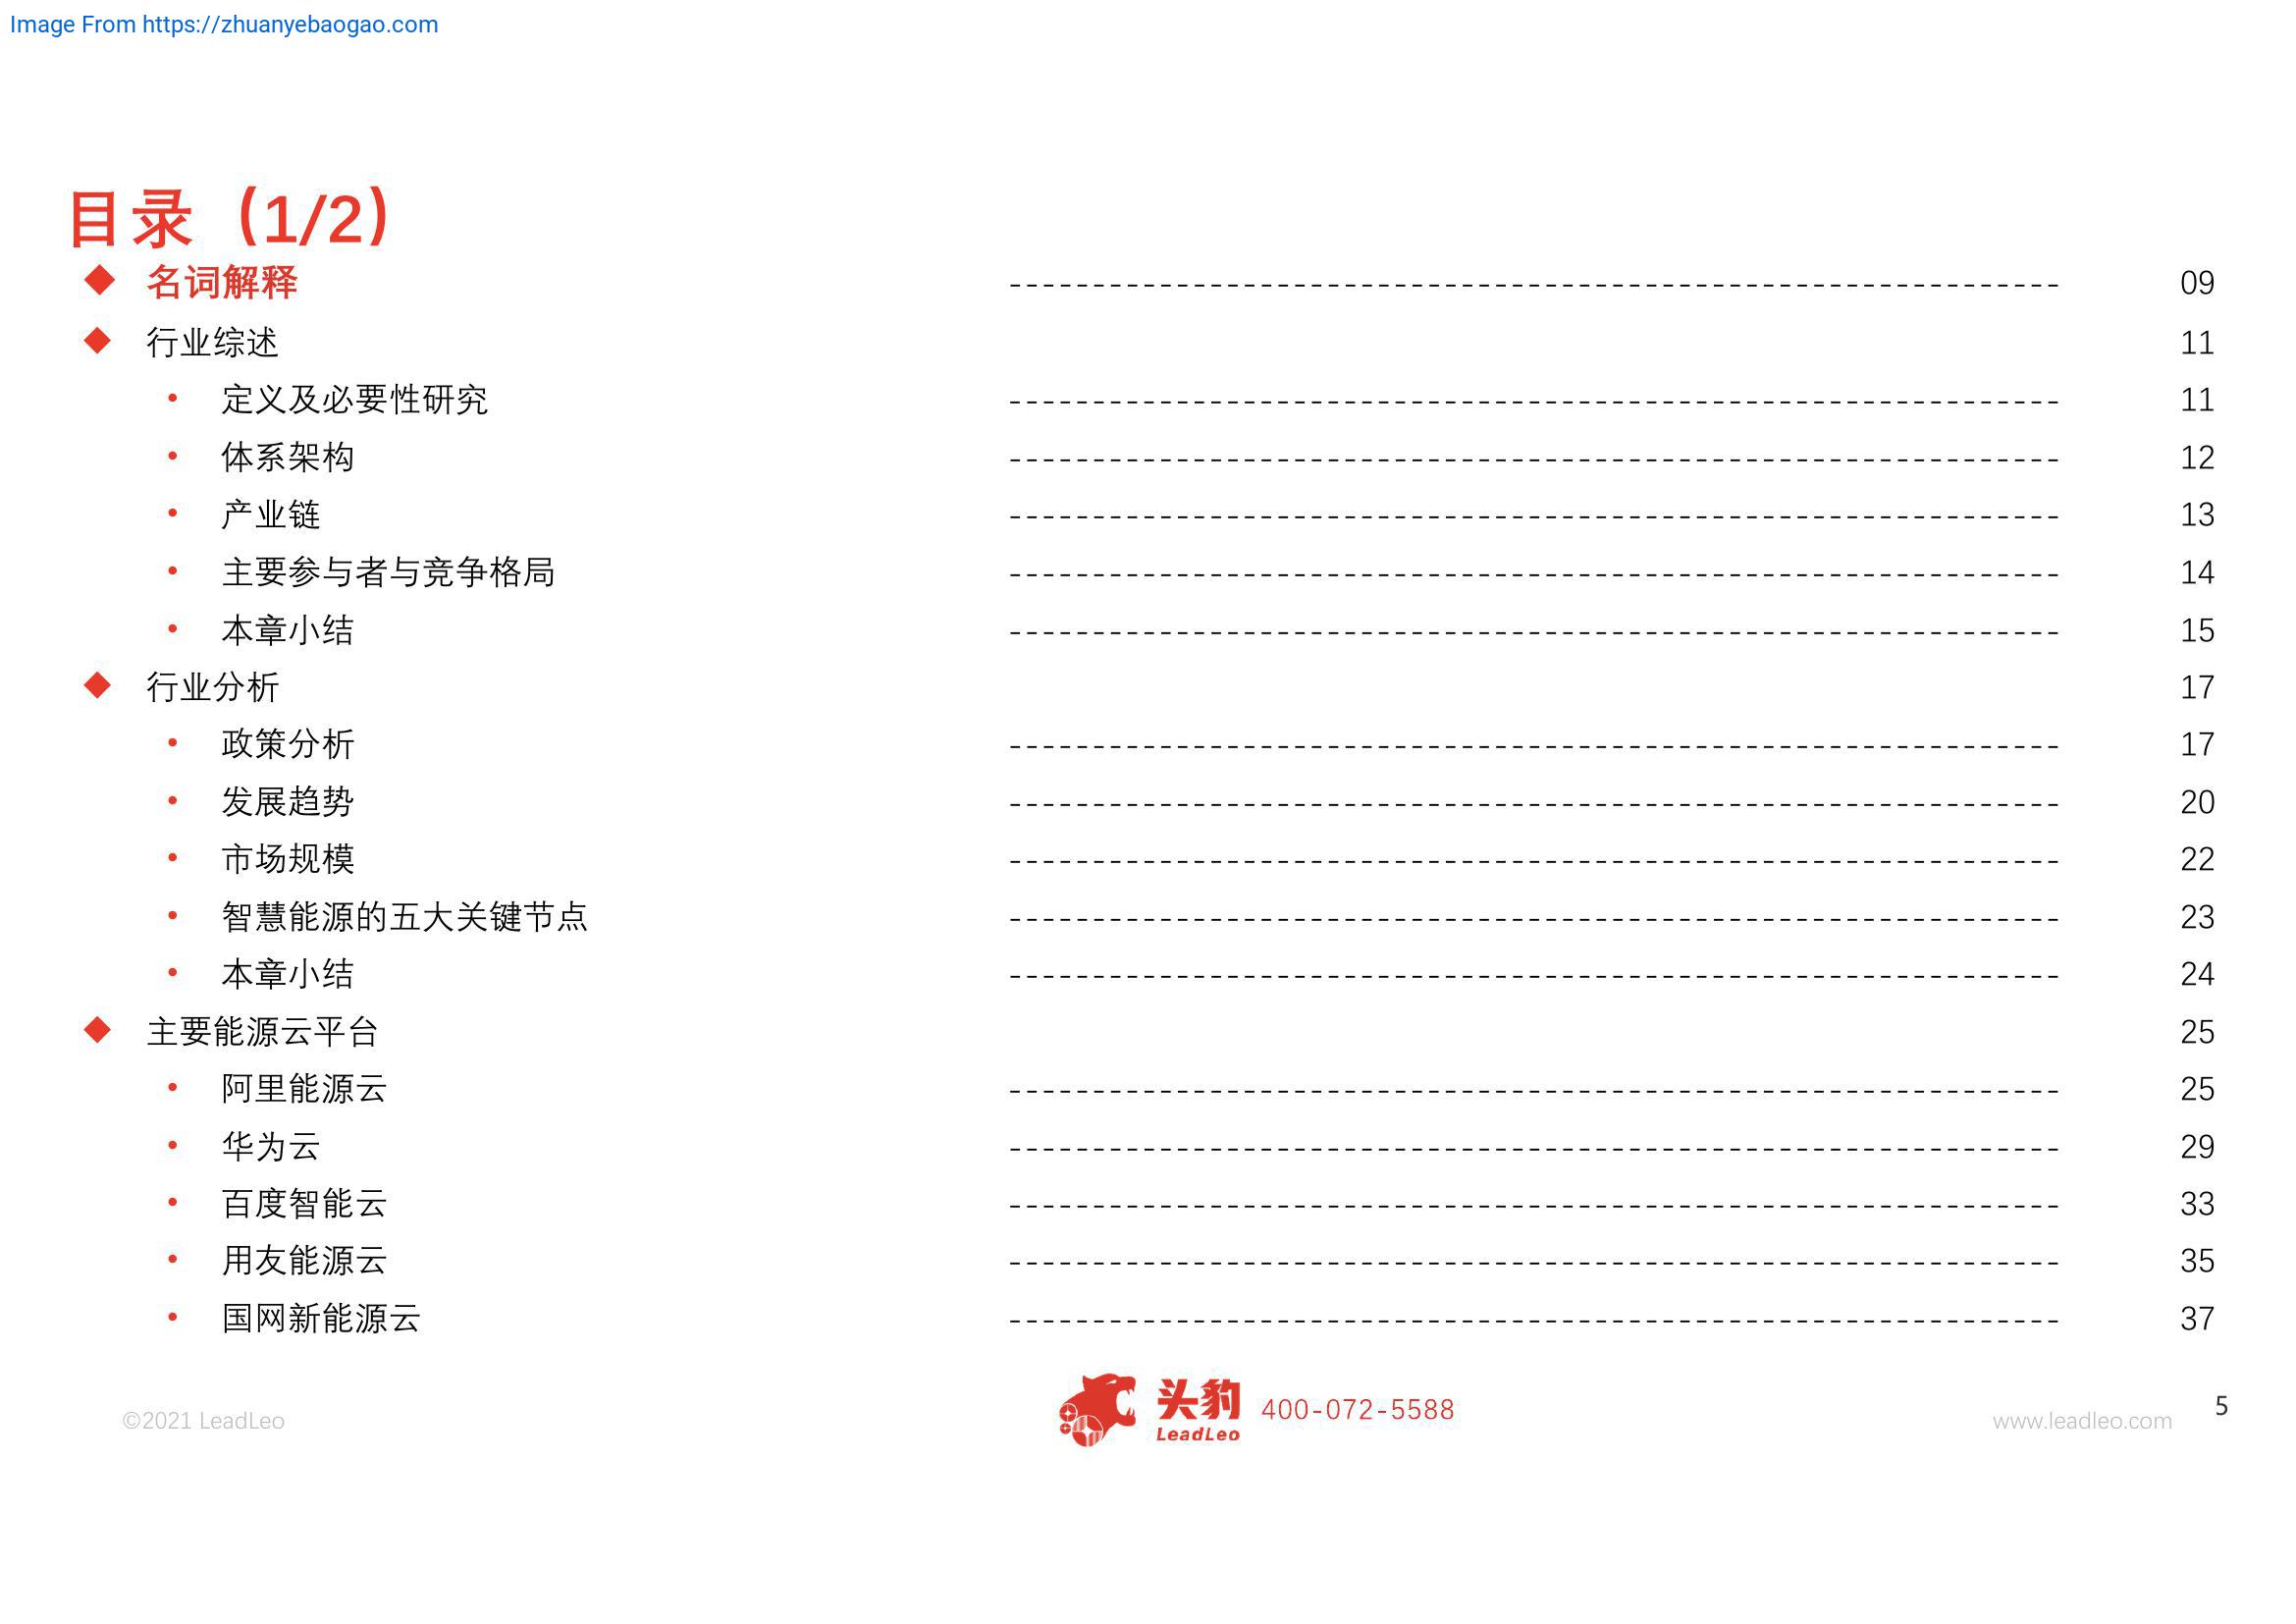 Image From https://zhuanyebaogao.com
目录（1/2）
◆ 名词解释 ------------------------------------------------------------ 09
◆ 行业综述 11
• 定义及必要性研究 ------------------------------------------------------------ 11
• 体系架构 ------------------------------------------------------------ 12
• 产业链 ------------------------------------------------------------ 13
• 主要参与者与竞争格局 ------------------------------------------------------------ 14
• 本章小结 ------------------------------------------------------------ 15
◆ 行业分析 17
• 政策分析 ------------------------------------------------------------ 17
• 发展趋势 ------------------------------------------------------------ 20
• 市场规模 ------------------------------------------------------------ 22
• 智慧能源的五大关键节点 ------------------------------------------------------------ 23
• 本章小结 ------------------------------------------------------------ 24
◆ 主要能源云平台 25
• 阿里能源云 ------------------------------------------------------------ 25
• 华为云 ------------------------------------------------------------ 29
• 百度智能云 ------------------------------------------------------------ 33
• 用友能源云 ------------------------------------------------------------ 35
• 国网新能源云 ------------------------------------------------------------ 37
©2021 LeadLeo
头豹
LeadLeo
400-072-5588
www.leadleo.com
5